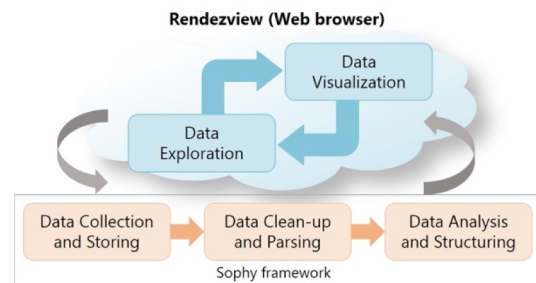 Rendezview (Web browser)
Data
Visualization
Data
Exploration
Data Collection
and Storing
Data Clean-up
and Parsing
Data Analysis
and Structuring
Sophy framework